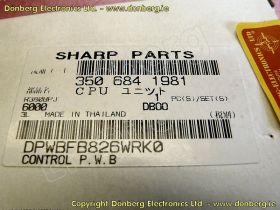 Donberg Electronics Ltd / www.donberg.ie
SHARP PARTS
350 684 1981
CPU ユニット
R380UPJ
6000
1
PC(S)/SET(S)
DB00
3L MADE IN THAILAND
DPWBFB826WRK0
CONTROL P.W.B
Donberg Electronics Ltd / www.donberg.ie